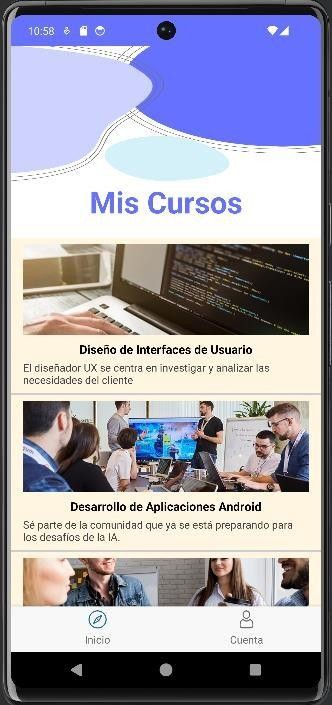 10:58
Mis Cursos
Diseño de Interfaces de Usuario
El diseñador UX se centra en investigar y analizar las
necesidades del cliente
Desarrollo de Aplicaciones Android
Sé parte de la comunidad que ya se está preparando para
los desafíos de la IA.
Inicio
Cuenta